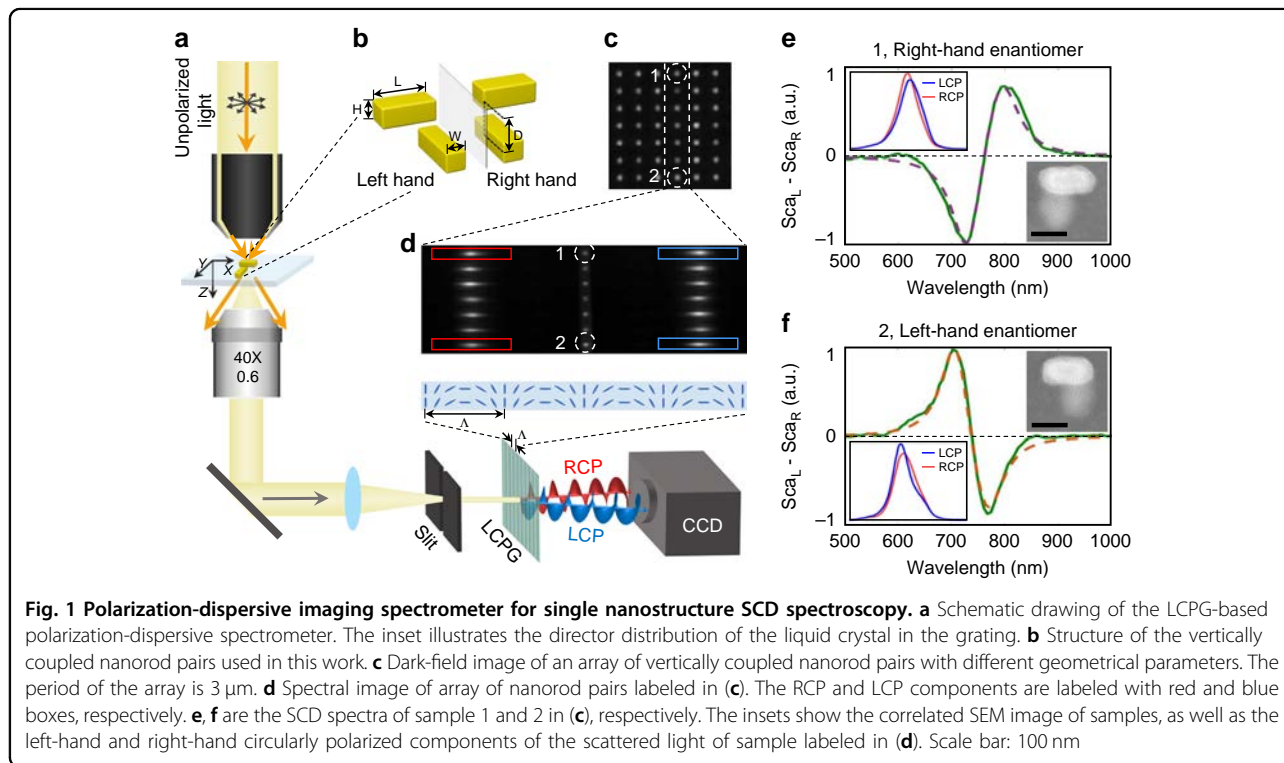 a
Unpolarized
light
Y
X
Z
40X
0.6
b
L
H
W
D
Left hand
Right hand
c
1
2
d
1
2
Λ
Λ
RCP
LCP
Slit
LCPG
CCD
e
1, Right-hand enantiomer
LCP
RCP
1
0
–1
Sca_L - Sca_R (a.u.)
500 600 700 800 900 1000
Wavelength (nm)
f
2, Left-hand enantiomer
LCP
RCP
1
0
–1
Sca_L - Sca_R (a.u.)
500 600 700 800 900 1000
Wavelength (nm)
Fig. 1 Polarization-dispersive imaging spectrometer for single nanostructure SCD spectroscopy. a Schematic drawing of the LCPG-based
polarization-dispersive spectrometer. The inset illustrates the director distribution of the liquid crystal in the grating. b Structure of the vertically
coupled nanorod pairs used in this work. c Dark-field image of an array of vertically coupled nanorod pairs with different geometrical parameters. The
period of the array is 3 μm. d Spectral image of array of nanorod pairs labeled in (c). The RCP and LCP components are labeled with red and blue
boxes, respectively. e, f are the SCD spectra of sample 1 and 2 in (c), respectively. The insets show the correlated SEM image of samples, as well as the
left-hand and right-hand circularly polarized components of the scattered light of sample labeled in (d). Scale bar: 100 nm